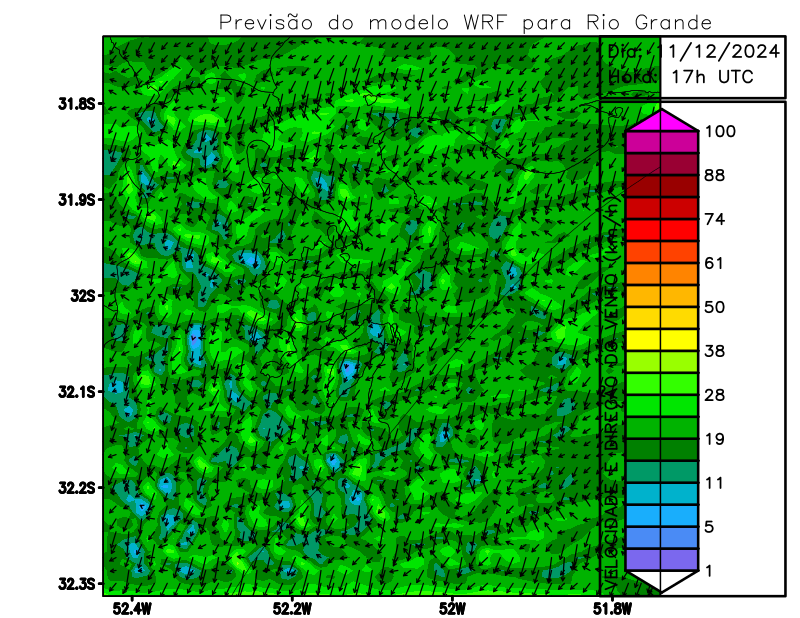 Previsão do modelo WRF para Rio Grande
Dia: 11/12/2024
Hora: 17h UTC
31.8S
31.9S
32S
32.1S
32.2S
32.3S
52.4W
52.2W
52W
51.8W
VELOCIDADE E DIREÇÃO DO VENTO (km/h)
100
88
74
61
50
38
28
19
11
5
1